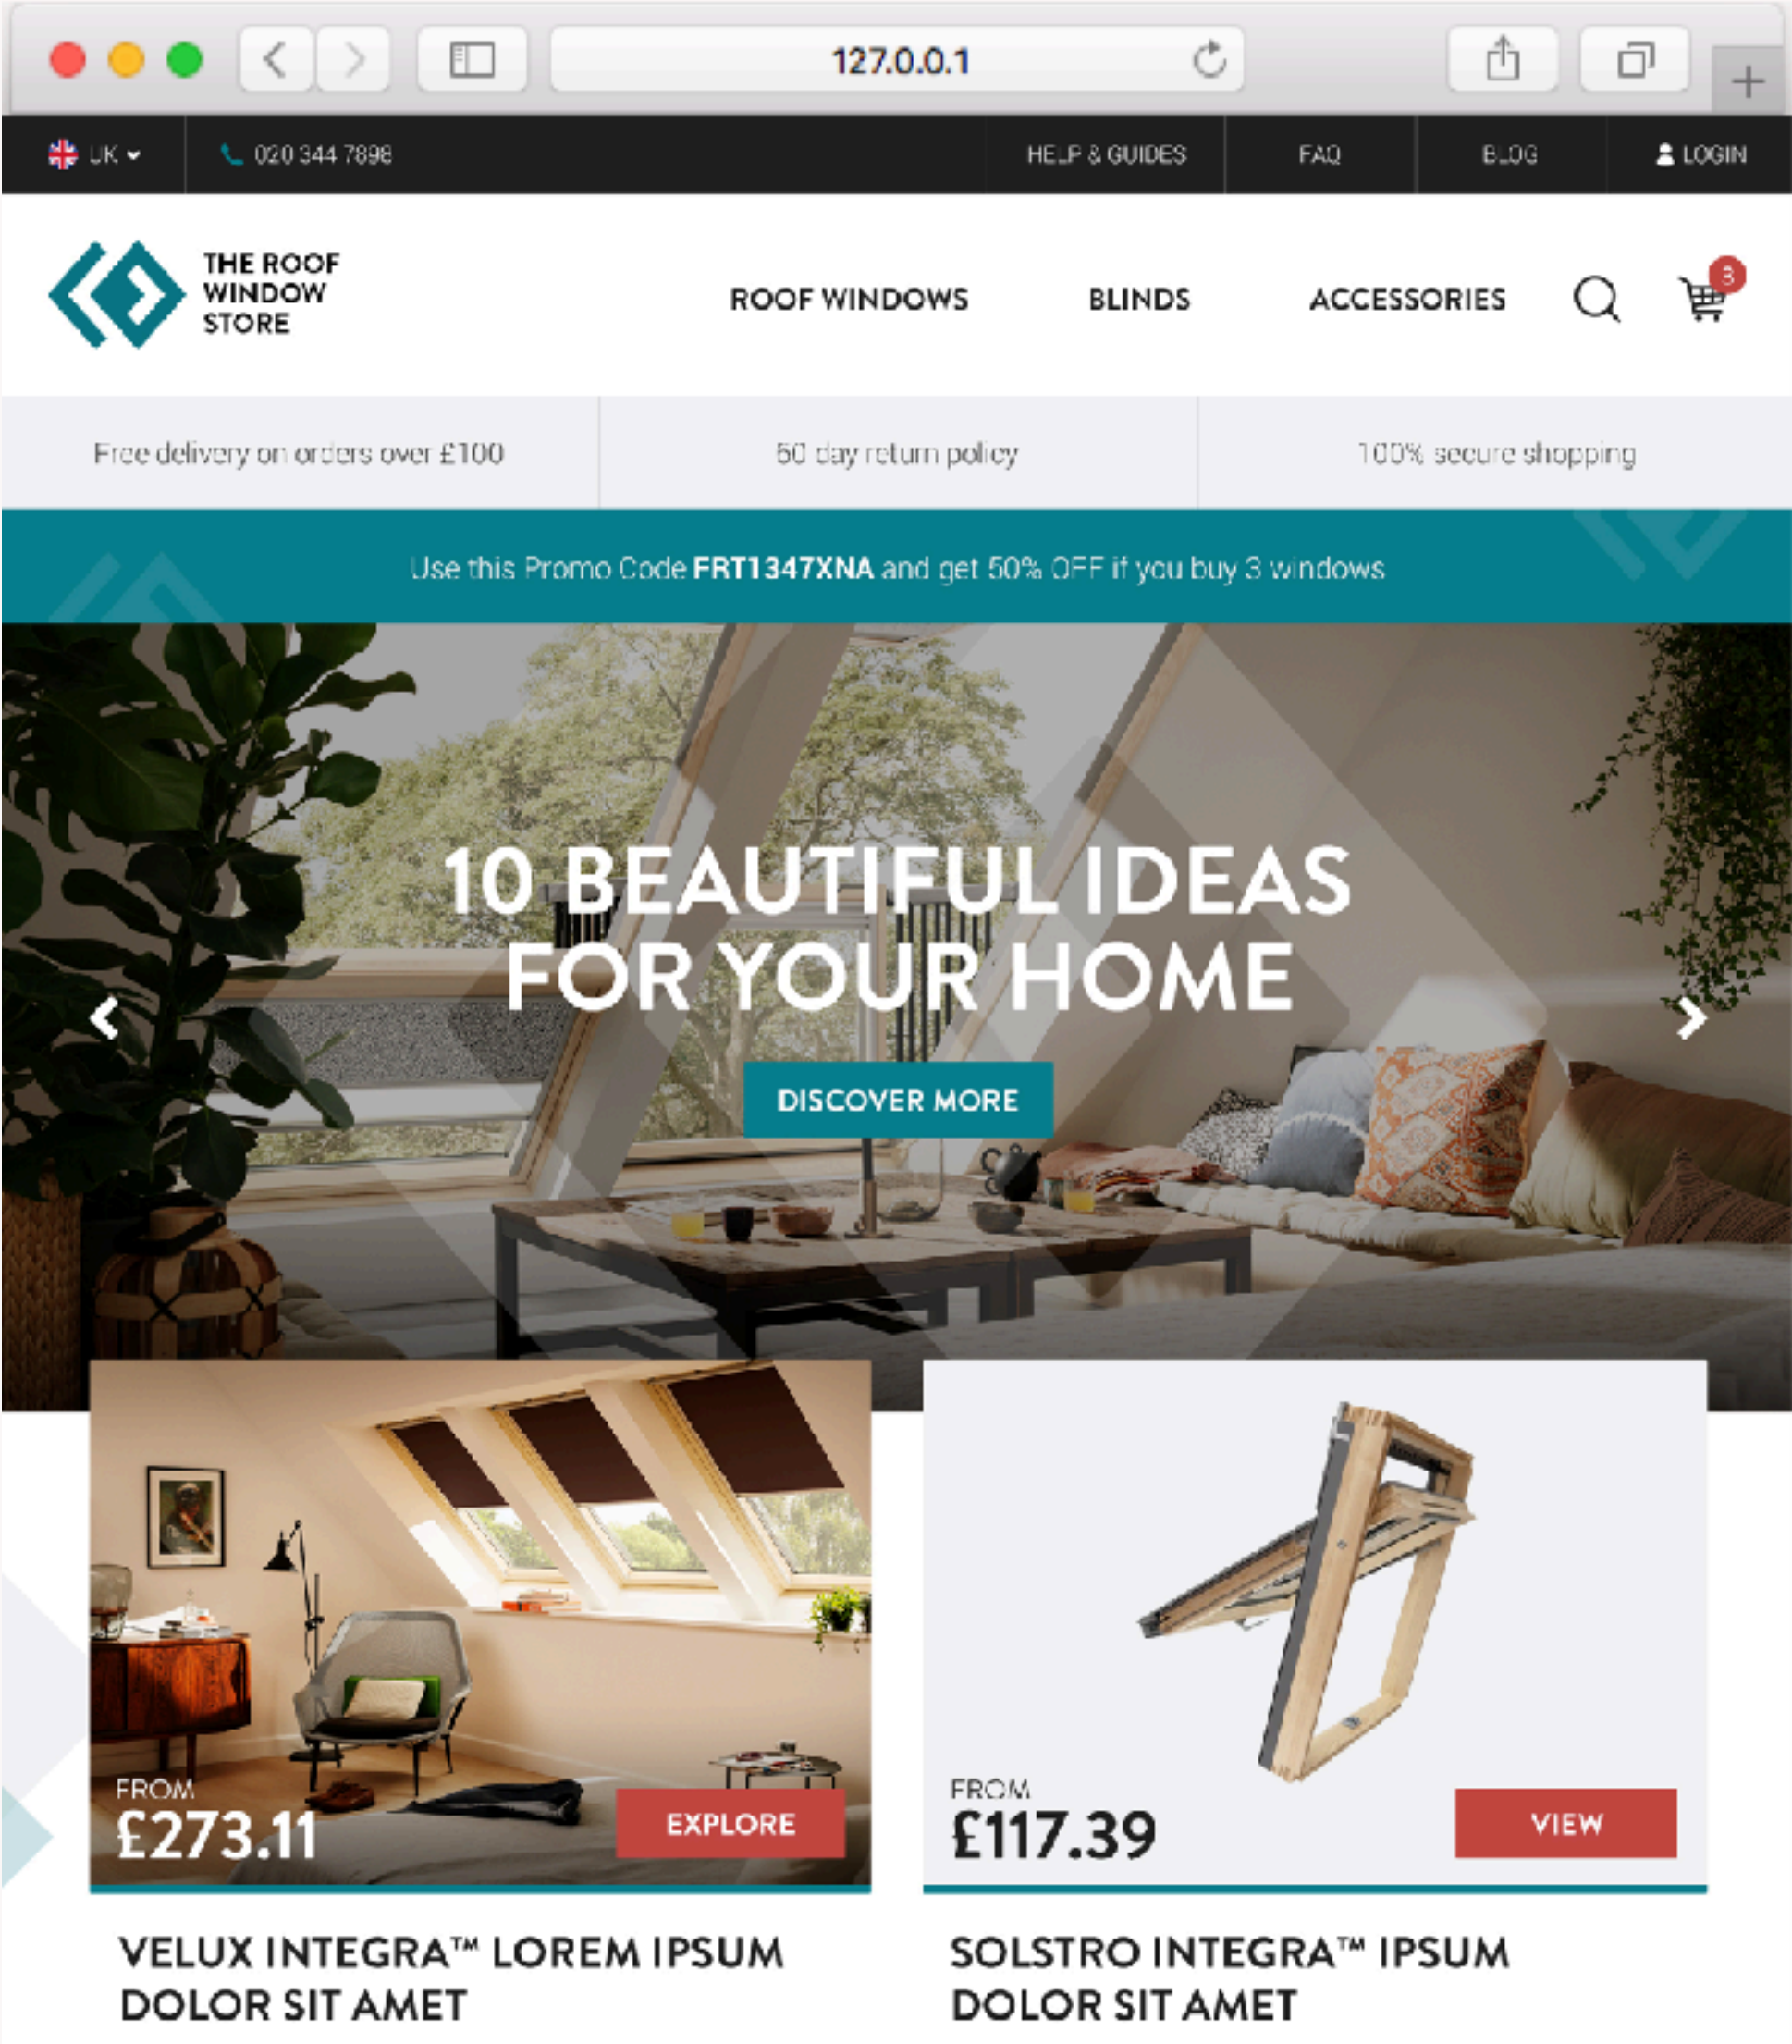 127.0.0.1
UK
020 344 7898
HELP & GUIDES
FAQ
BLOG
LOGIN
THE ROOF
WINDOW
STORE
ROOF WINDOWS
BLINDS
ACCESSORIES
3
Free delivery on orders over £100
50 day return policy
100% secure shopping
Use this Promo Code FRT1347XNA and get 50% OFF if you buy 3 windows
10 BEAUTIFUL IDEAS
FOR YOUR HOME
DISCOVER MORE
FROM
£273.11
EXPLORE
VELUX INTEGRA™ LOREM IPSUM
DOLOR SIT AMET
FROM
£117.39
VIEW
SOLSTRO INTEGRA™ IPSUM
DOLOR SIT AMET